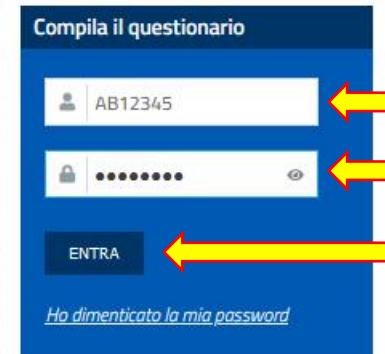 Compila il questionario
AB12345
••••••••
ENTRA
Ho dimenticato la mia password